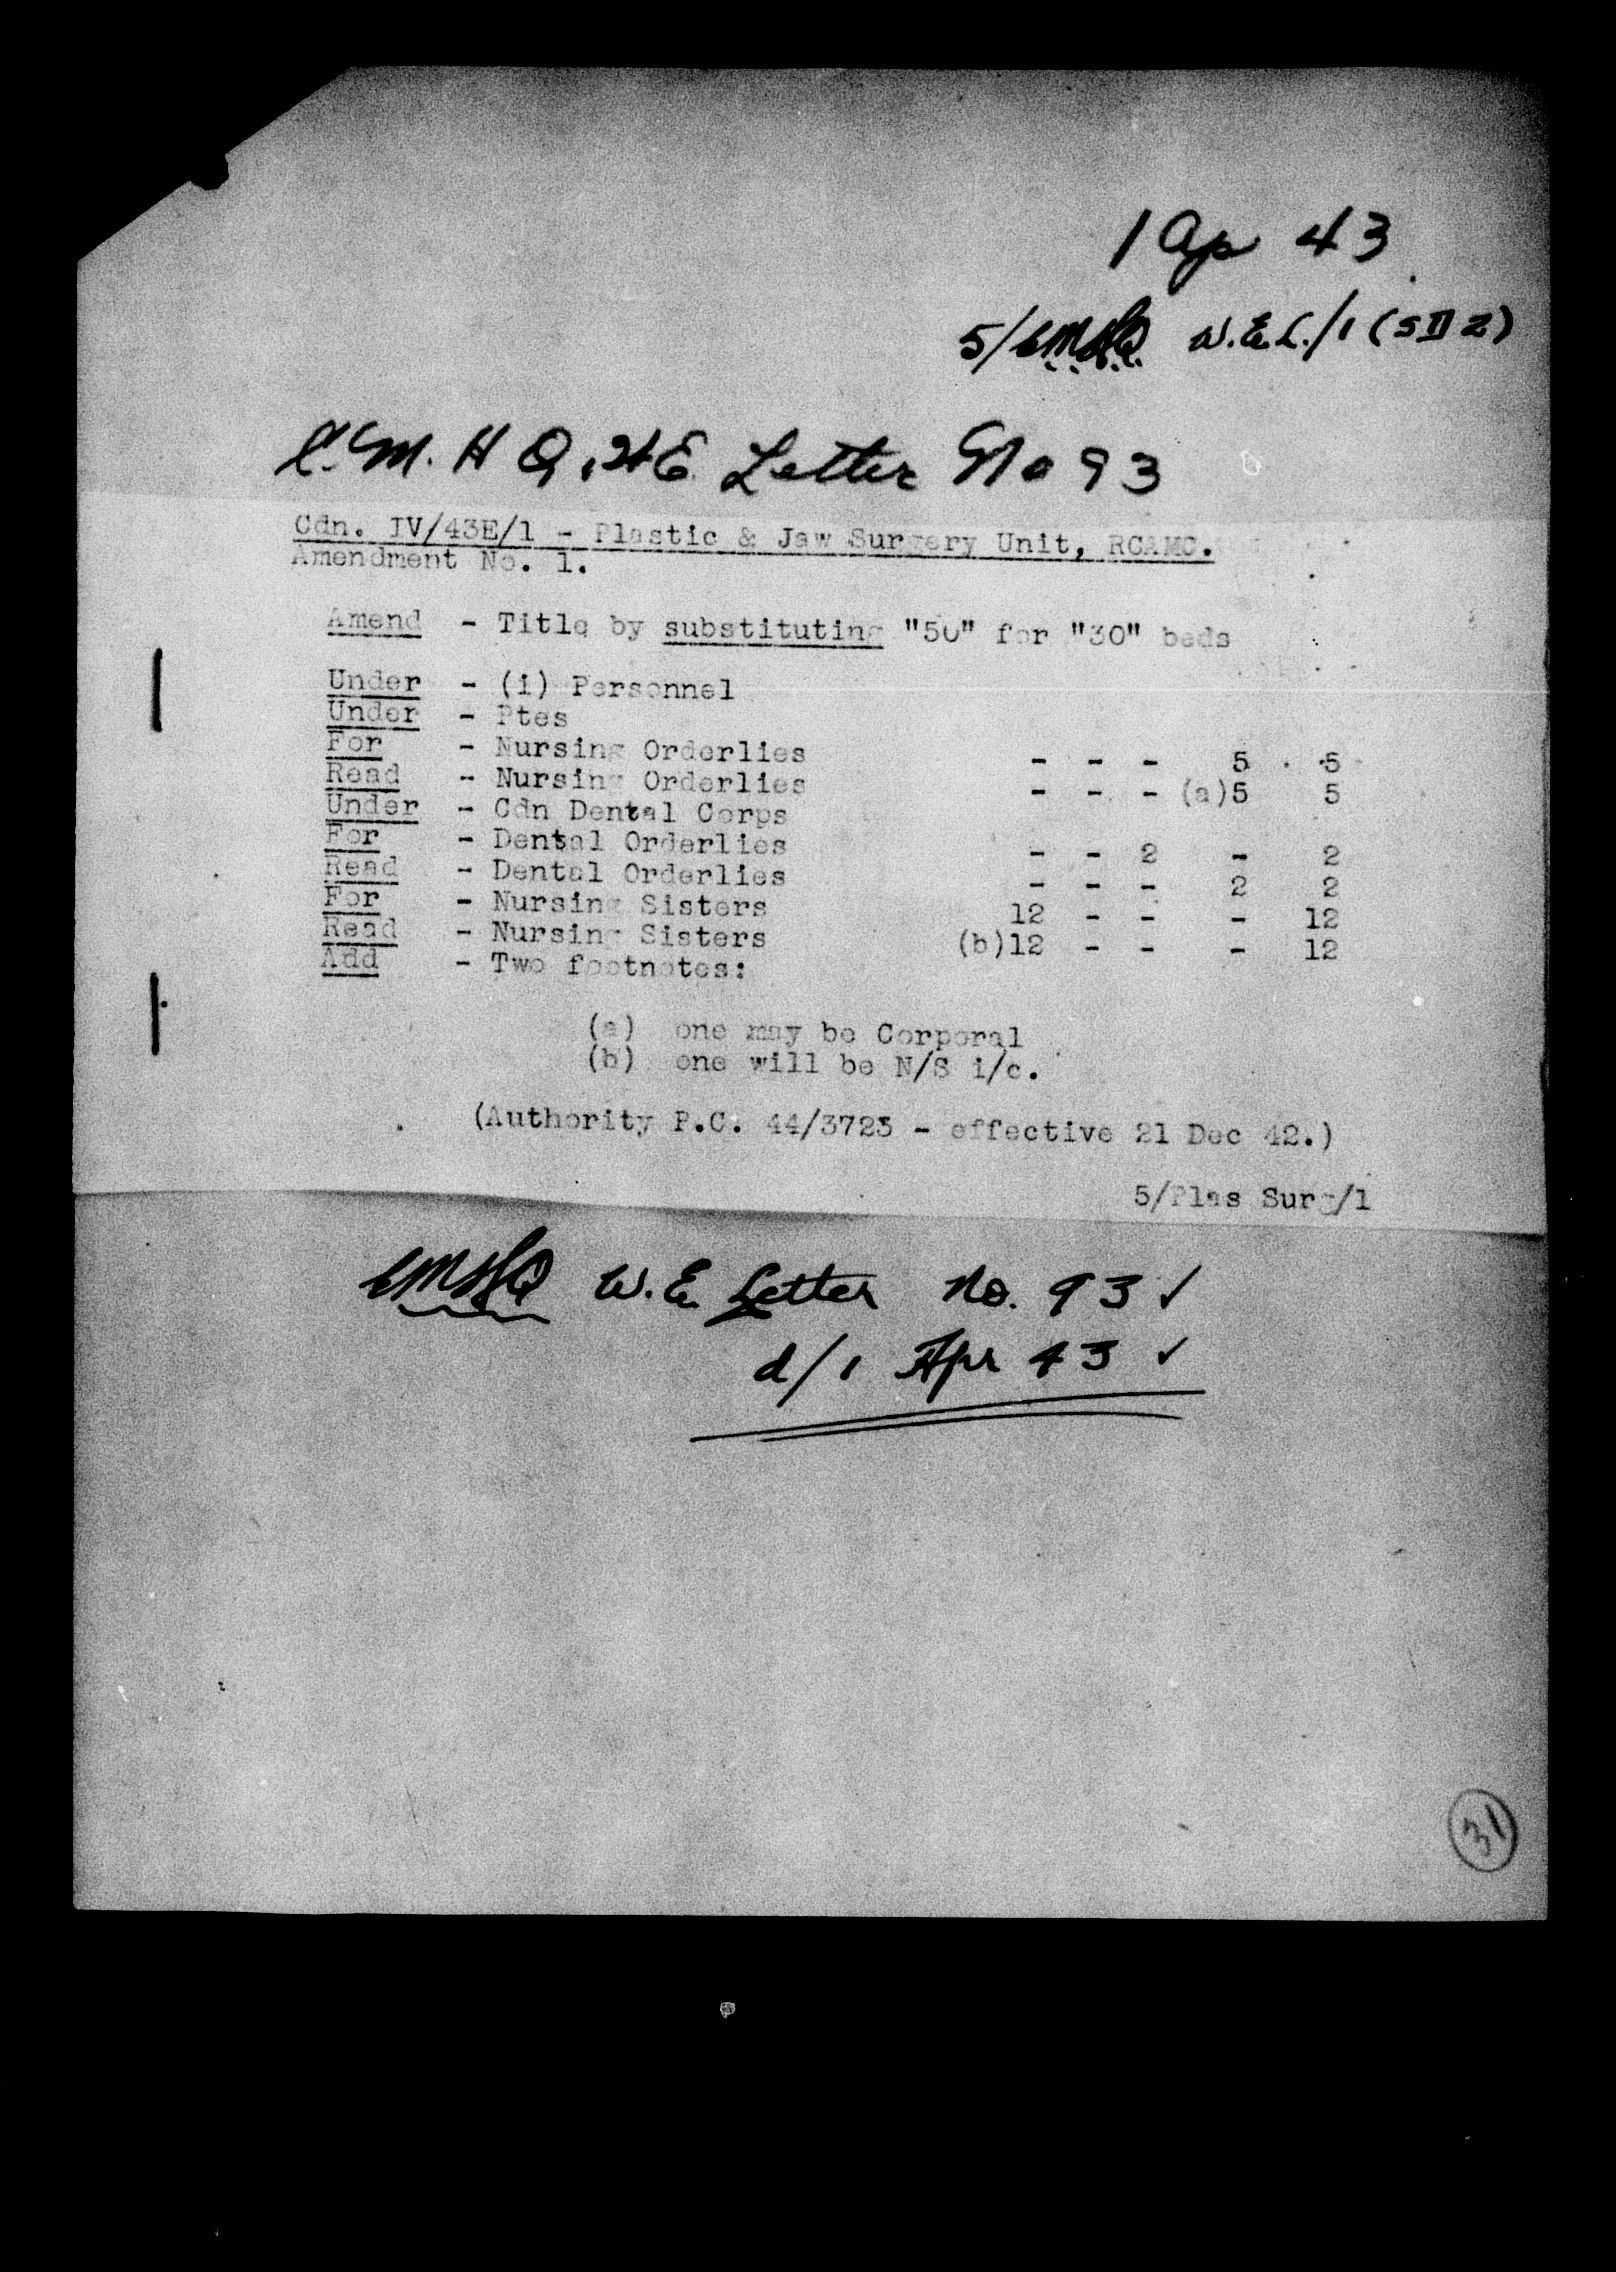 1 Ap 43
5/CMHQ W.E.L./1 (SD 2)
C.M.H Q, W E Letter No 93
Cdn. IV/43E/1 - Plastic & Jaw Surgery Unit, RCAMC.
Amendment No. 1.
Amend - Title by substituting "50" for "30" beds
Under - (i) Personnel
Under - Ptes
For - Nursing Orderlies - - - 5 5
Read - Nursing Orderlies - - - (a)5 5
Under - Cdn Dental Corps
For - Dental Orderlies - - 2 - 2
Read - Dental Orderlies - - - 2 2
For - Nursing Sisters 12 - - - 12
Read - Nursing Sisters (b)12 - - - 12
Add - Two footnotes:
(a) one may be Corporal
(b) one will be N/S i/c.
(Authority P.C. 44/3723 - effective 21 Dec 42.)
5/Plas Surg/1
CMHQ W.E. Letter No. 93 ✓
d/1 Apr 43 ✓
31